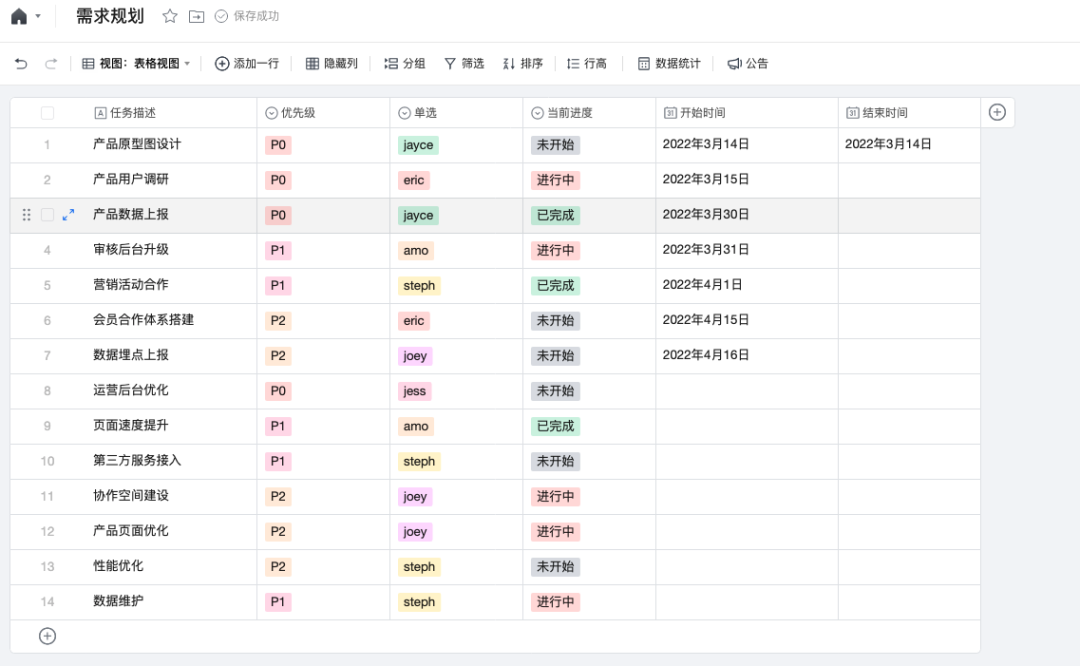 需求规划 保存成功
视图：表格视图 添加一行 隐藏列 分组 筛选 排序 行高 数据统计 公告
任务描述 优先级 单选 当前进度 31 开始时间 31 结束时间
1 产品原型图设计 P0 jayce 未开始 2022年3月14日 2022年3月14日
2 产品用户调研 P0 eric 进行中 2022年3月15日
产品数据上报 P0 jayce 已完成 2022年3月30日
4 审核后台升级 P1 amo 进行中 2022年3月31日
5 营销活动合作 P1 steph 已完成 2022年4月1日
6 会员合作体系搭建 P2 eric 未开始 2022年4月15日
7 数据埋点上报 P2 joey 未开始 2022年4月16日
8 运营后台优化 P0 jess 未开始
9 页面速度提升 P1 amo 已完成
10 第三方服务接入 P1 steph 未开始
11 协作空间建设 P2 joey 进行中
12 产品页面优化 P2 joey 进行中
13 性能优化 P2 steph 未开始
14 数据维护 P1 steph 进行中